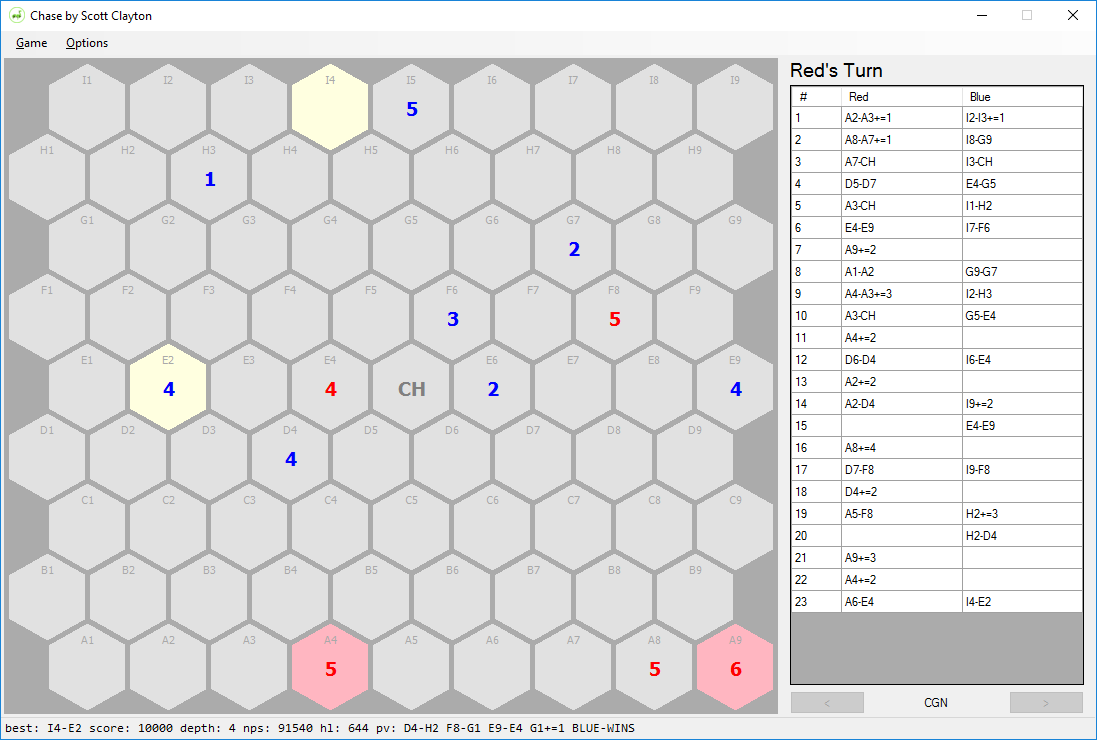 Chase by Scott Clayton
Game Options
Red's Turn
# Red Blue
1 A2-A3+=1 I2-I3+=1
2 A8-A7+=1 I8-G9
3 A7-CH I3-CH
4 D5-D7 E4-G5
5 A3-CH I1-H2
6 E4-E9 I7-F6
7 A9+=2
8 A1-A2 G9-G7
9 A4-A3+=3 I2-H3
10 A3-CH G5-E4
11 A4+=2
12 D6-D4 I6-E4
13 A2+=2
14 A2-D4 I9+=2
15 E4-E9
16 A8+=4
17 D7-F8 I9-F8
18 D4+=2
19 A5-F8 H2+=3
20 H2-D4
21 A9+=3
22 A4+=2
23 A6-E4 I4-E2
I1 I2 I3 I4 I5 I6 I7 I8 I9
5
H1 H2 H3 H4 H5 H6 H7 H8 H9
1
G1 G2 G3 G4 G5 G6 G7 G8 G9
2
F1 F2 F3 F4 F5 F6 F7 F8 F9
3 5
E1 E2 E3 E4 E6 E7 E8 E9
4 4 CH 2 4
D1 D2 D3 D4 D5 D6 D7 D8 D9
4
C1 C2 C3 C4 C5 C6 C7 C8 C9
B1 B2 B3 B4 B5 B6 B7 B8 B9
A1 A2 A3 A4 A5 A6 A7 A8 A9
5 5 6
< CGN >
best: I4-E2 score: 10000 depth: 4 nps: 91540 hl: 644 pv: D4-H2 F8-G1 E9-E4 G1+=1 BLUE-WINS